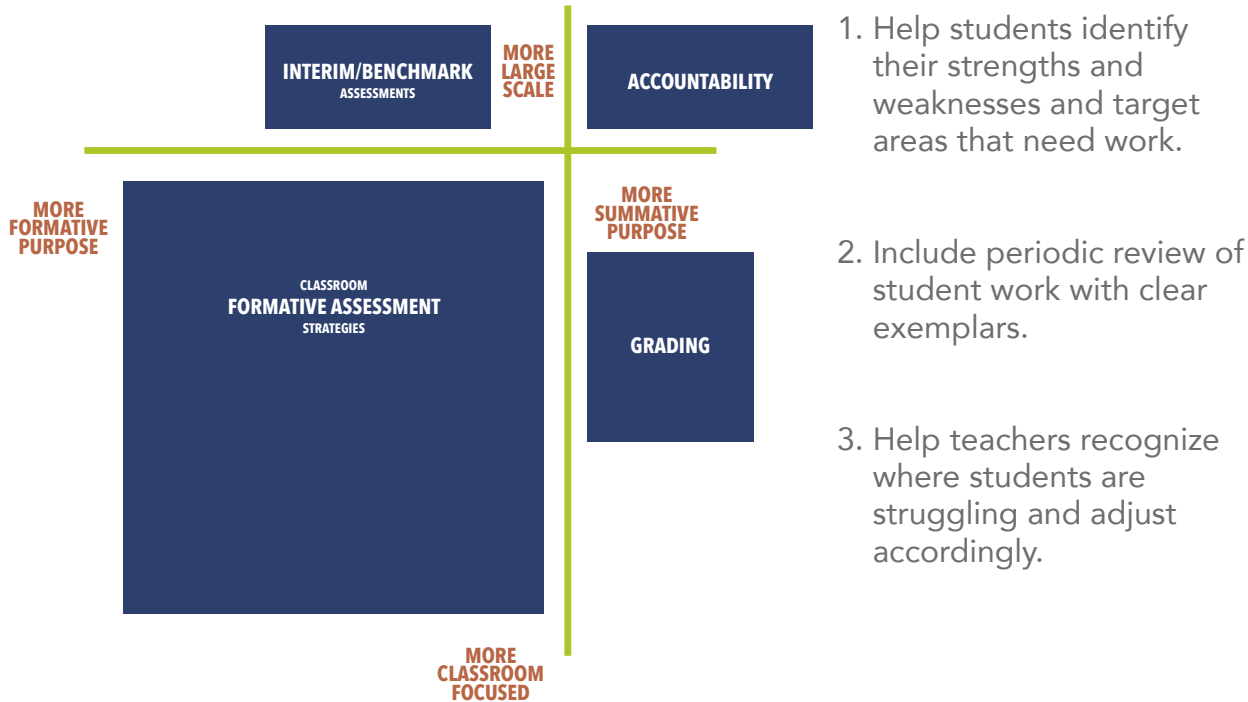 INTERIM/BENCHMARK
ASSESSMENTS
MORE
LARGE
SCALE
ACCOUNTABILITY
MORE
FORMATIVE
PURPOSE
MORE
SUMMATIVE
PURPOSE
CLASSROOM
FORMATIVE ASSESSMENT
STRATEGIES
GRADING
MORE
CLASSROOM
FOCUSED
1. Help students identify
their strengths and
weaknesses and target
areas that need work.
2. Include periodic review of
student work with clear
exemplars.
3. Help teachers recognize
where students are
struggling and adjust
accordingly.